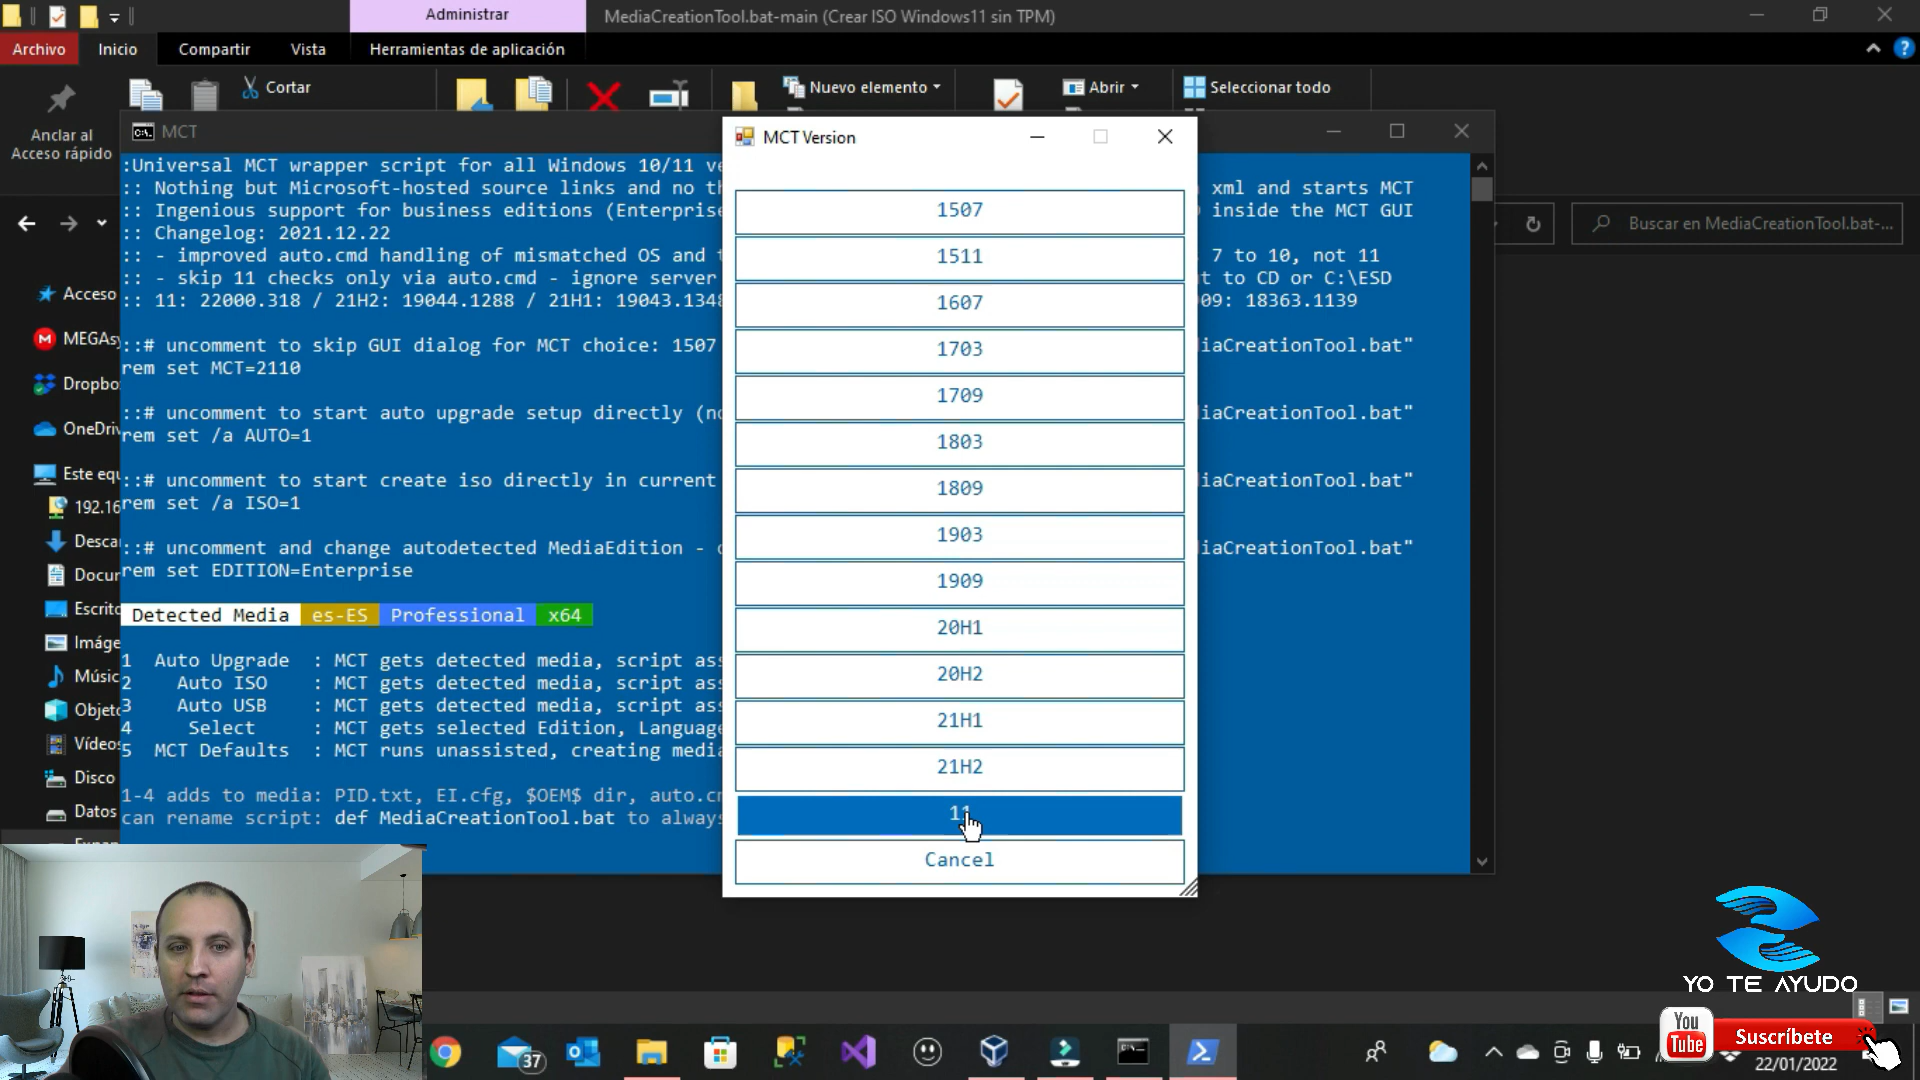 Administrar
MediaCreationTool.bat-main (Crear ISO Windows11 sin TPM)
Archivo
Inicio
Compartir
Vista
Herramientas de aplicación
Anclar al
Acceso rápido
Cortar
Nuevo elemento
Abrir
Seleccionar todo
MCT
:Universal MCT wrapper script for all Windows 10/11
:: Nothing but Microsoft-hosted source links and no
xml and starts MCT
:: Ingenious support for business editions (Enterprise
inside the MCT GUI
:: Changelog: 2021.12.22
:: - improved auto.cmd handling of mismatched OS and
7 to 10, not 11
:: - skip 11 checks only via auto.cmd - ignore server
to CD or C:\ESD
:: 11: 22000.318 / 21H2: 19044.1288 / 21H1: 19043.1348
09: 18363.1139
::# uncomment to skip GUI dialog for MCT choice: 1507
iaCreationTool.bat"
rem set MCT=2110
::# uncomment to start auto upgrade setup directly
iaCreationTool.bat"
rem set /a AUTO=1
::# uncomment to start create iso directly in current
iaCreationTool.bat"
rem set /a ISO=1
::# uncomment and change autodetected MediaEdition -
iaCreationTool.bat"
rem set EDITION=Enterprise
Detected Media es-ES Professional x64
1 Auto Upgrade : MCT gets detected media, script ass
2 Auto ISO : MCT gets detected media, script ass
3 Auto USB : MCT gets detected media, script ass
4 Select : MCT gets selected Edition, Language
5 MCT Defaults : MCT runs unassisted, creating media
1-4 adds to media: PID.txt, EI.cfg, $OEM$ dir, auto.cm
can rename script: def MediaCreationTool.bat to always
MCT Version
1507
1511
1607
1703
1709
1803
1809
1903
1909
20H1
20H2
21H1
21H2
11
Cancel
Buscar en MediaCreationTool.bat-...
Acceso
MEGAsy
Dropbo
OneDriv
Este equ
192.16
Desca
Docum
Escrito
Imáge
Músic
Objeto
Vídeos
Disco
Datos
YO TE AYUDO
You
Tube
Suscríbete
37
22/01/2022